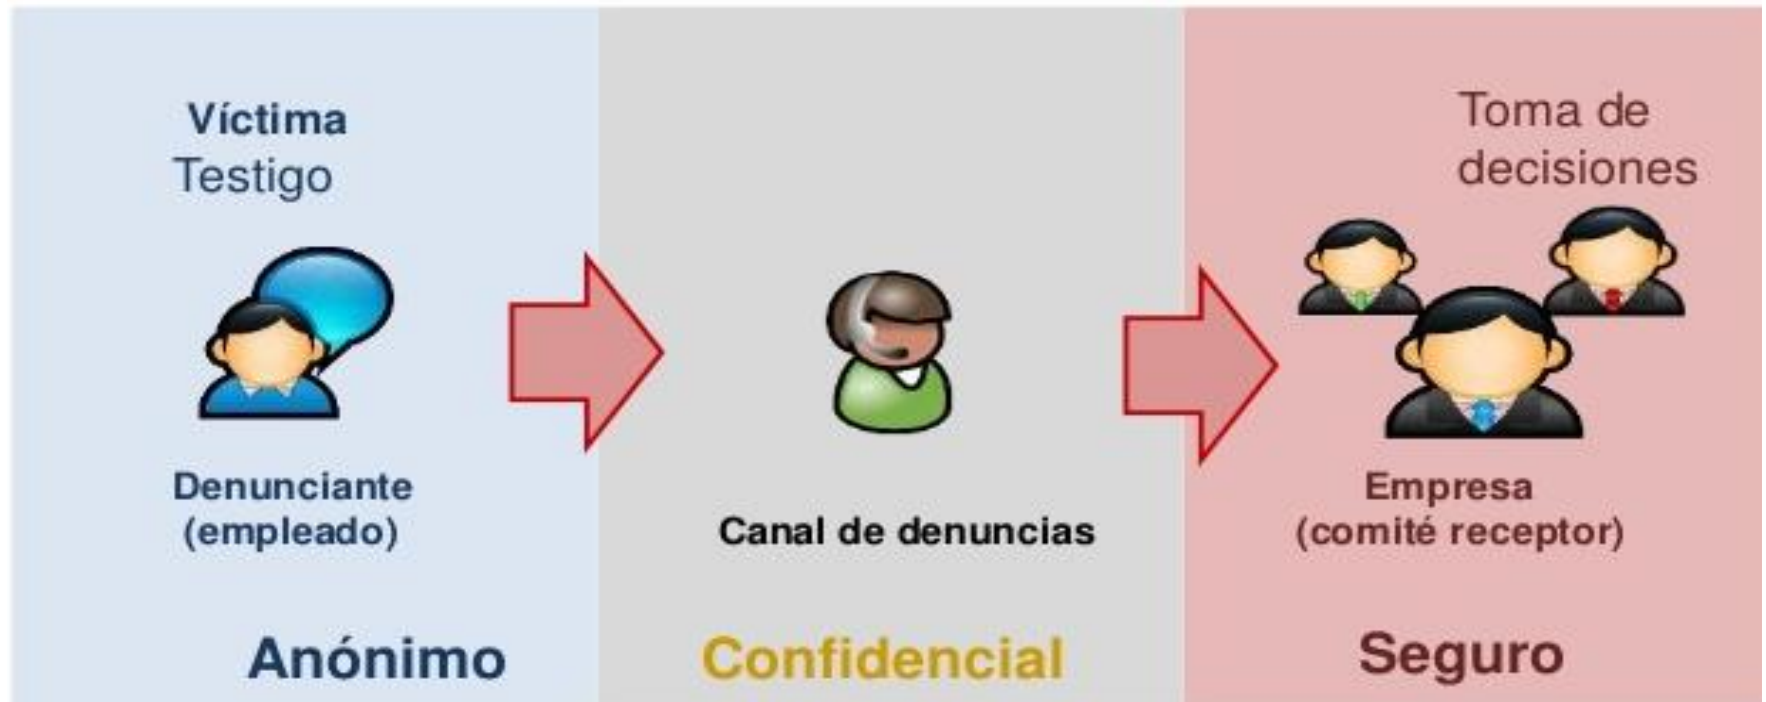 Víctima
Testigo
Denunciante
(empleado)
Anónimo
Canal de denuncias
Confidencial
Toma de
decisiones
Empresa
(comité receptor)
Seguro